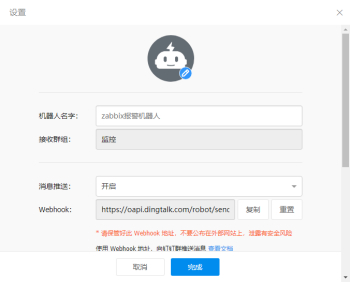 设置
机器人名字： zabbix报警机器人
接收群组： 监控
消息推送： 开启
Webhook: https://oapi.dingtalk.com/robot/senc 复制 重置
* 请保管好此 Webhook 地址，不要公布在外部网站上，泄露有安全风险
使用 Webhook 地址，向钉钉群推送消息 查看文档
取消 完成